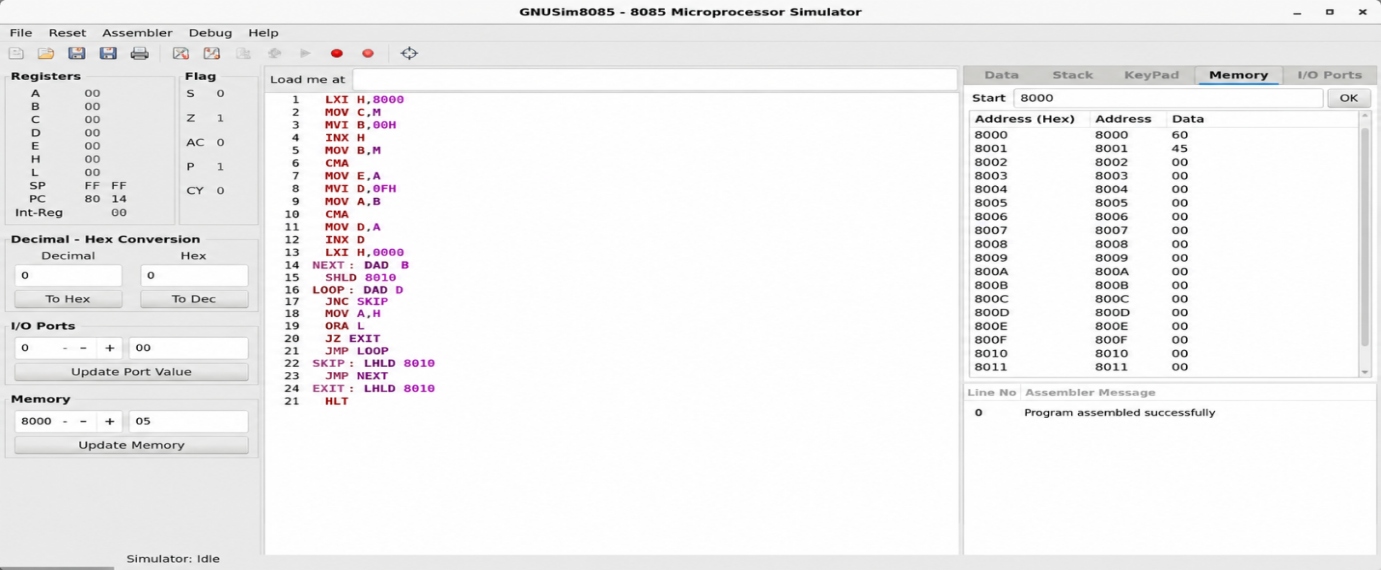 GNUSim8085 - 8085 Microprocessor Simulator
File Reset Assembler Debug Help
Registers
A 00
B 00
C 00
D 00
E 00
H 00
L 00
SP FF FF
PC 80 14
Int-Reg 00
Flag
S 0
Z 1
AC 0
P 1
CY 0
Decimal - Hex Conversion
Decimal Hex
0 0
To Hex To Dec
I/O Ports
0 - - + 00
Update Port Value
Memory
8000 - - + 05
Update Memory
Simulator: Idle
Load me at
1 LXI H,8000
2 MOV C,M
3 MVI B,00H
4 INX H
5 MOV B,M
6 CMA
7 MOV E,A
8 MVI D,0FH
9 MOV A,B
10 CMA
11 MOV D,A
12 INX D
13 LXI H,0000
14 NEXT: DAD B
15 SHLD 8010
16 LOOP: DAD D
17 JNC SKIP
18 MOV A,H
19 ORA L
20 JZ EXIT
21 JMP LOOP
22 SKIP: LHLD 8010
23 JMP NEXT
24 EXIT: LHLD 8010
21 HLT
Data Stack KeyPad Memory I/O Ports
Start 8000 OK
Address (Hex) Address Data
8000 8000 60
8001 8001 45
8002 8002 00
8003 8003 00
8004 8004 00
8005 8005 00
8006 8006 00
8007 8007 00
8008 8008 00
8009 8009 00
800A 800A 00
800B 800B 00
800C 800C 00
800D 800D 00
800E 800E 00
800F 800F 00
8010 8010 00
8011 8011 00
Line No Assembler Message
0 Program assembled successfully